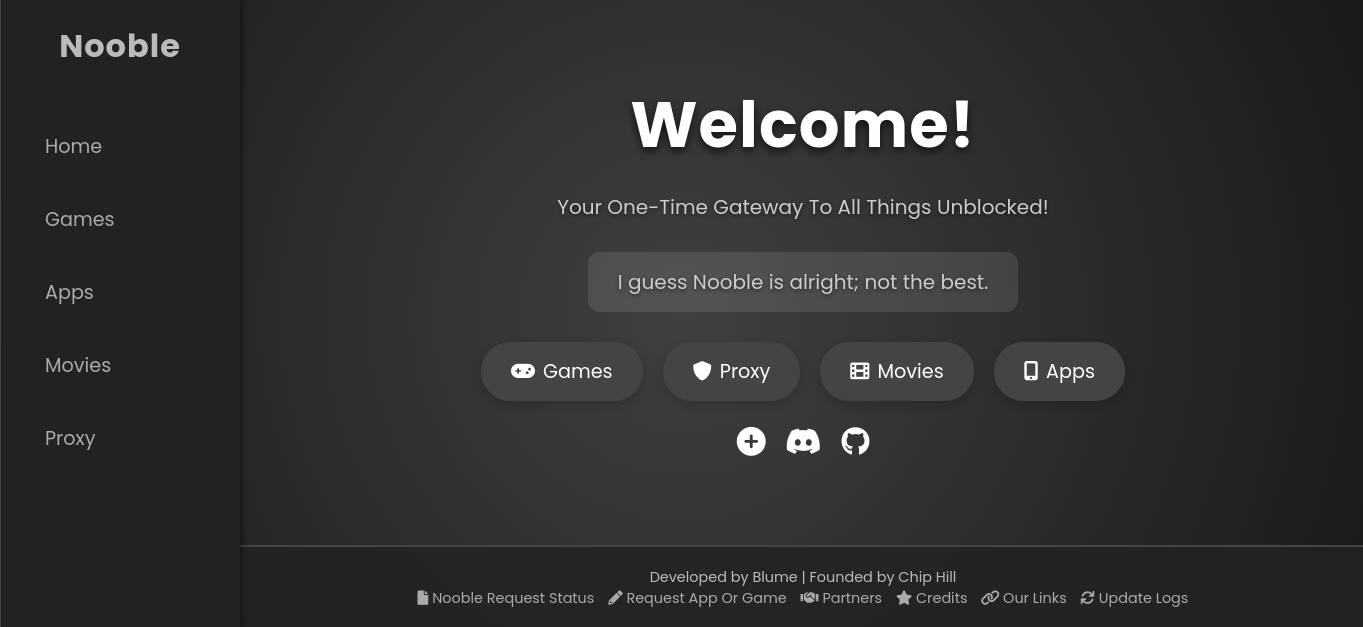 Nooble
Home
Games
Apps
Movies
Proxy
Welcome!
Your One-Time Gateway To All Things Unblocked!
I guess Nooble is alright; not the best.
Games Proxy Movies Apps
Developed by Blume | Founded by Chip Hill
Nooble Request Status Request App Or Game Partners Credits Our Links Update Logs